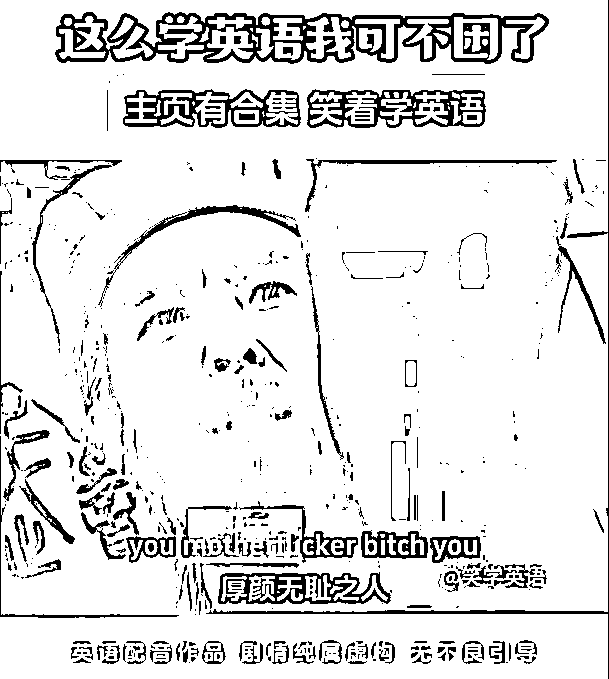 这么学英语我可不困了
主页有合集 笑着学英语
you motherfucker bitch you
厚颜无耻之人
@笑学英语
英语配音作品 剧情纯属虚构 无不良引导